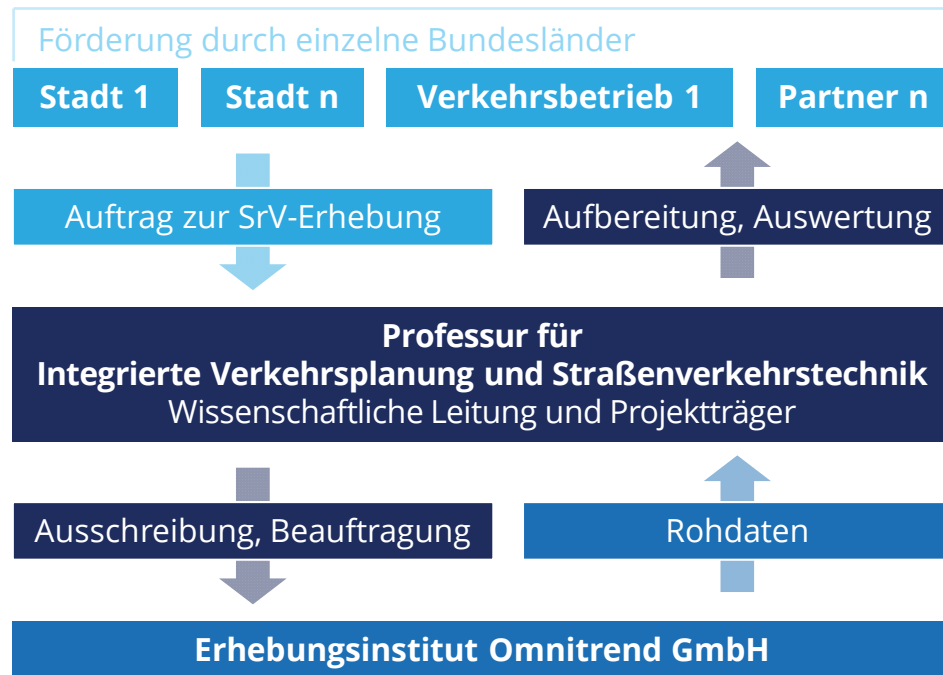 Förderung durch einzelne Bundesländer
Stadt 1
Stadt n
Verkehrsbetrieb 1
Partner n
Auftrag zur SrV-Erhebung
Aufbereitung, Auswertung
Professur für
Integrierte Verkehrsplanung und Straßenverkehrstechnik
Wissenschaftliche Leitung und Projektträger
Ausschreibung, Beauftragung
Rohdaten
Erhebungsinstitut Omnitrend GmbH